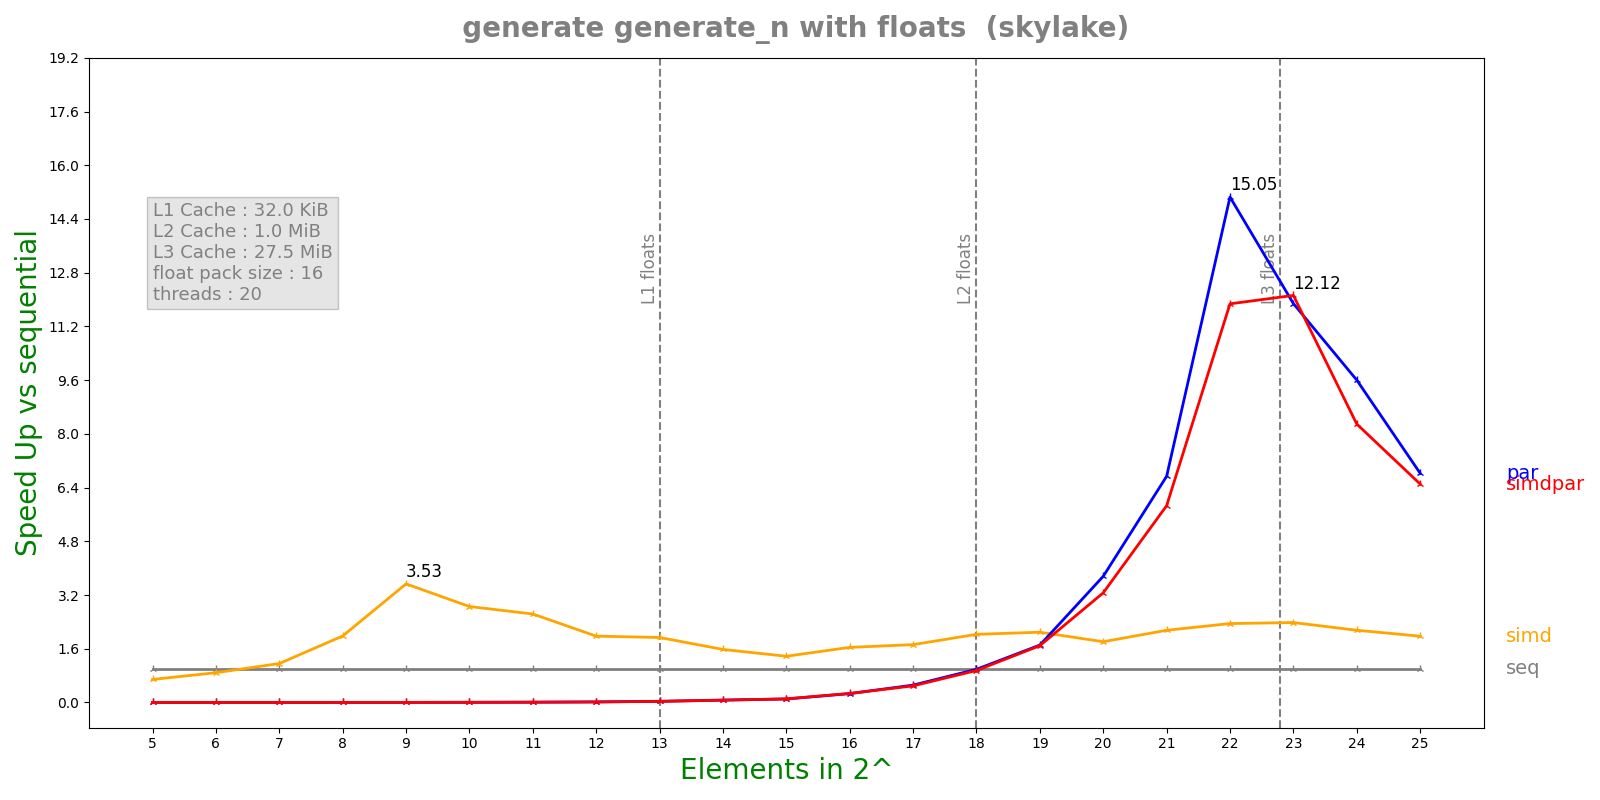 generate generate_n with floats  (skylake)
Speed Up vs sequential
19.2
17.6
16.0
14.4
12.8
11.2
9.6
8.0
6.4
4.8
3.2
1.6
0.0
L1 Cache : 32.0 KiB
L2 Cache : 1.0 MiB
L3 Cache : 27.5 MiB
float pack size : 16
threads : 20
L1 floats
L2 floats
L3 floats
3.53
15.05
12.12
par
simdpar
simd
seq
5 6 7 8 9 10 11 12 13 14 15 16 17 18 19 20 21 22 23 24 25
Elements in 2^